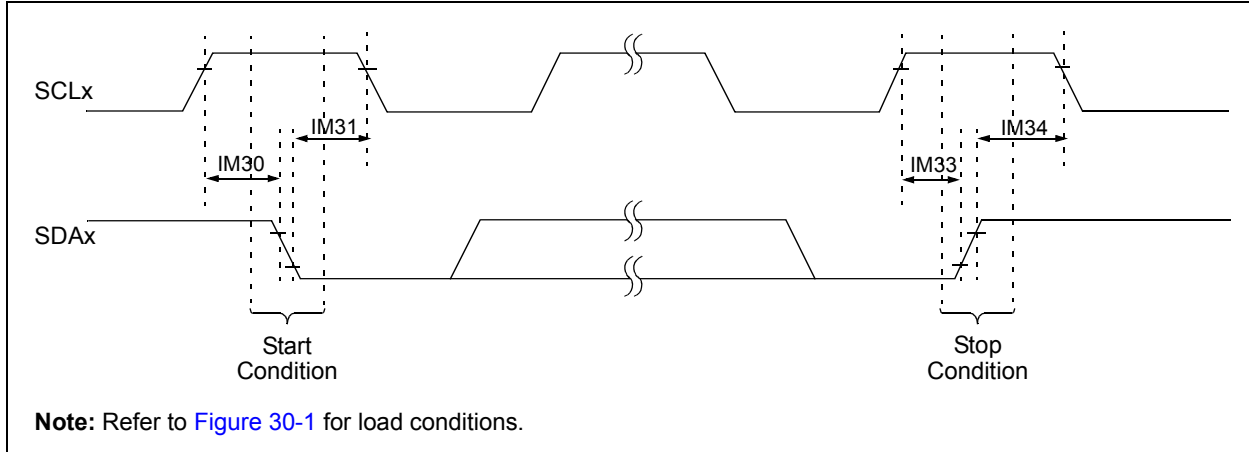 SCLx
IM31
IM34
IM30
IM33
SDAx
Start
Condition
Stop
Condition
Note: Refer to Figure 30-1 for load conditions.